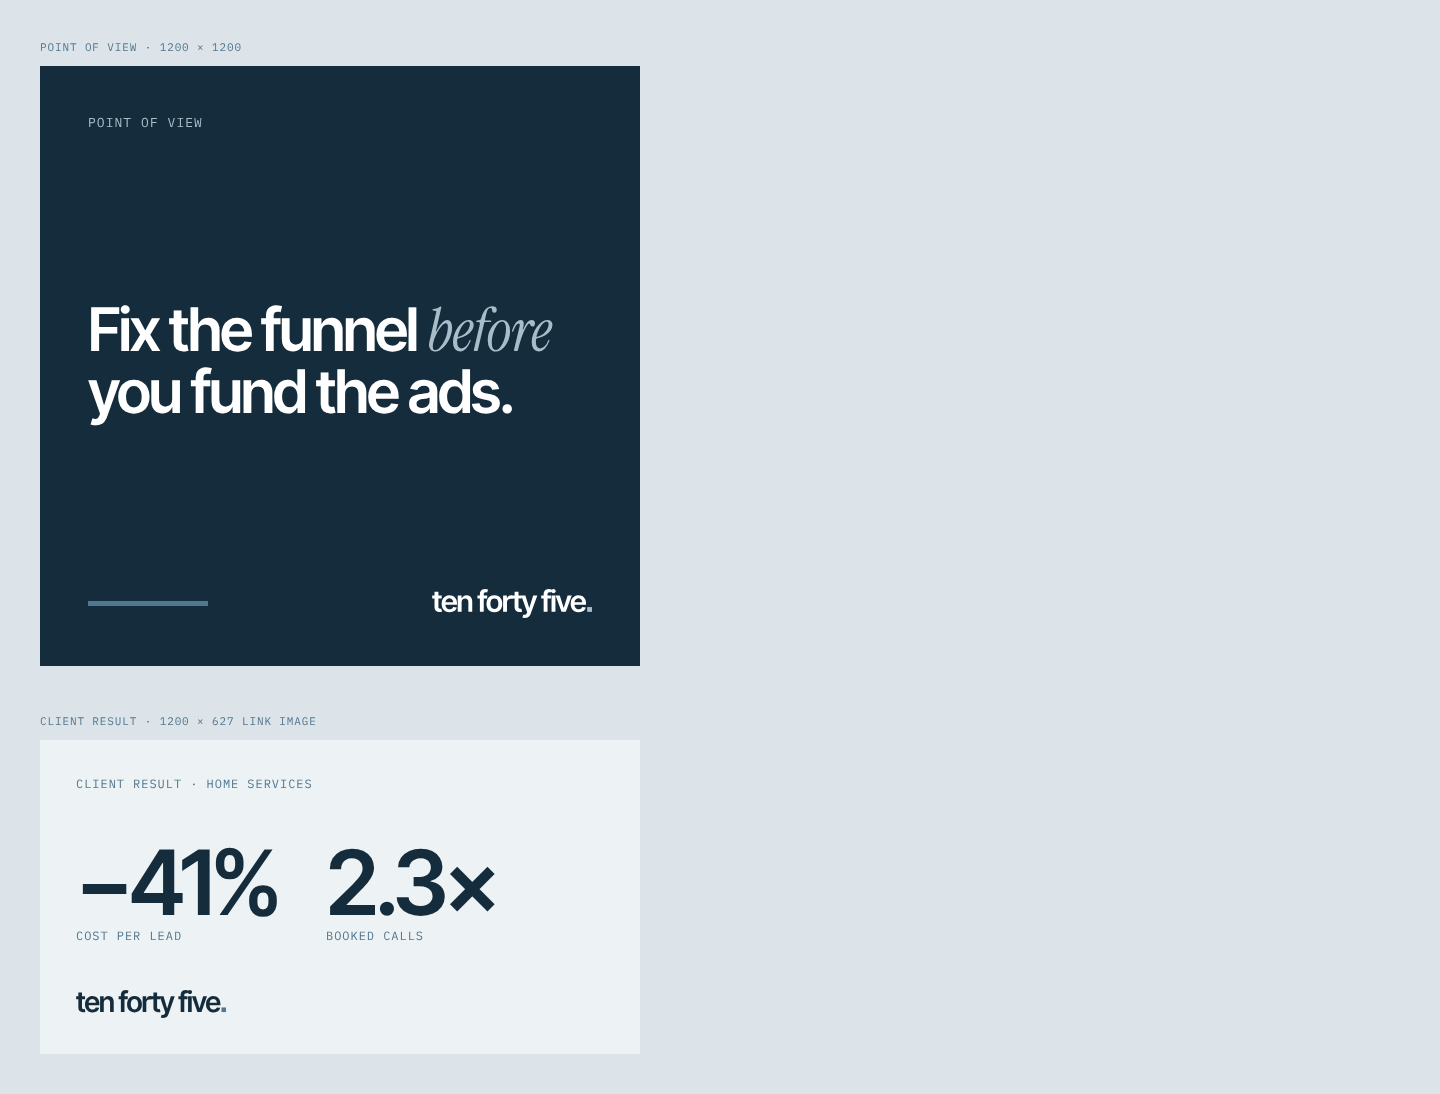 POINT OF VIEW · 1200 × 1200
POINT OF VIEW
Fix the funnel before
you fund the ads.
ten forty five.
CLIENT RESULT · 1200 × 627 LINK IMAGE
CLIENT RESULT · HOME SERVICES
–41% 2.3×
COST PER LEAD BOOKED CALLS
ten forty five.